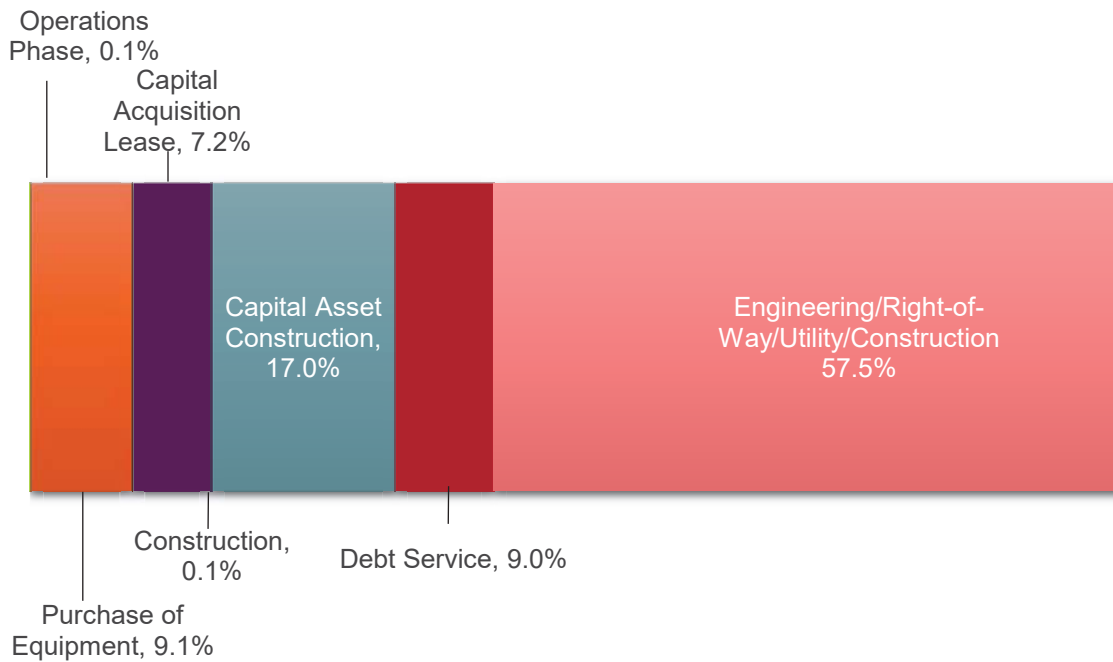 Operations
Phase, 0.1%
Capital
Acquisition
Lease, 7.2%
Capital Asset
Construction,
17.0%
Engineering/Right-of-
Way/Utility/Construction
57.5%
Construction,
0.1%
Debt Service, 9.0%
Purchase of
Equipment, 9.1%